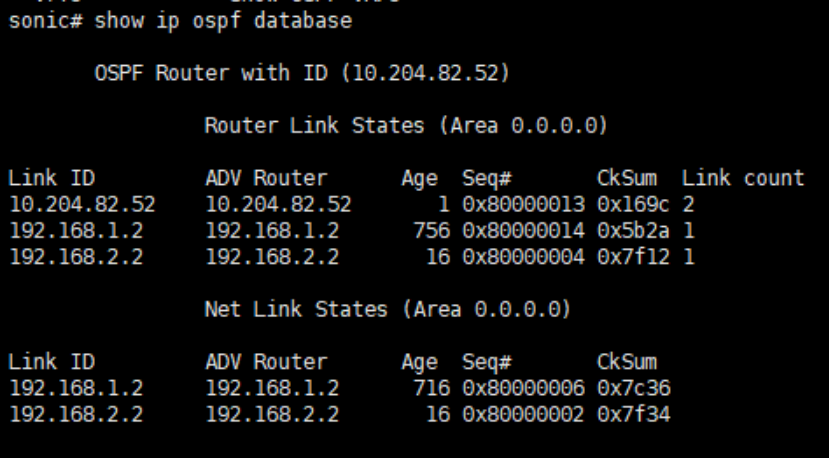 sonic# show ip ospf database
OSPF Router with ID (10.204.82.52)
Router Link States (Area 0.0.0.0)
Link ID ADV Router Age Seq# CkSum Link count
10.204.82.52 10.204.82.52 1 0x80000013 0x169c 2
192.168.1.2 192.168.1.2 756 0x80000014 0x5b2a 1
192.168.2.2 192.168.2.2 16 0x80000004 0x7f12 1
Net Link States (Area 0.0.0.0)
Link ID ADV Router Age Seq# CkSum
192.168.1.2 192.168.1.2 716 0x80000006 0x7c36
192.168.2.2 192.168.2.2 16 0x80000002 0x7f34